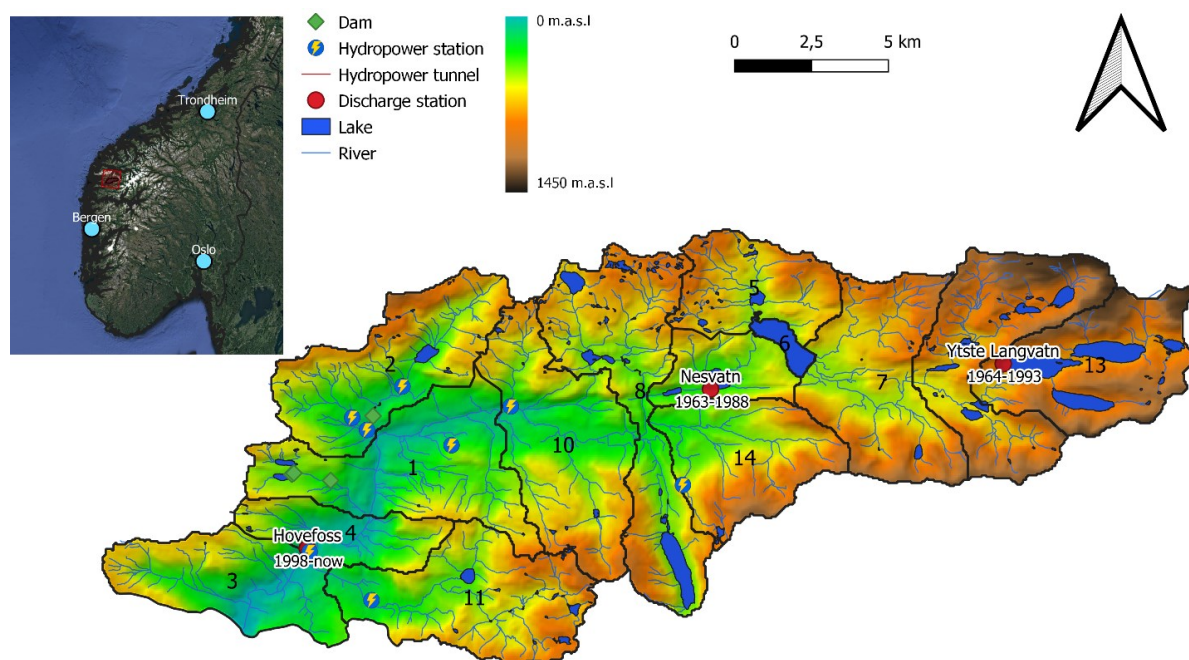 Trondheim
Bergen
Oslo
Dam
Hydropower station
Hydropower tunnel
Discharge station
Lake
River
0 m.a.s.l
1450 m.a.s.l
0 2,5 5 km
5
6
2
Nesvatn
1963-1988
8
7
Ytste Langvatn
1964-1993
13
10
14
1
4
Hovefoss
1998-now
3
11